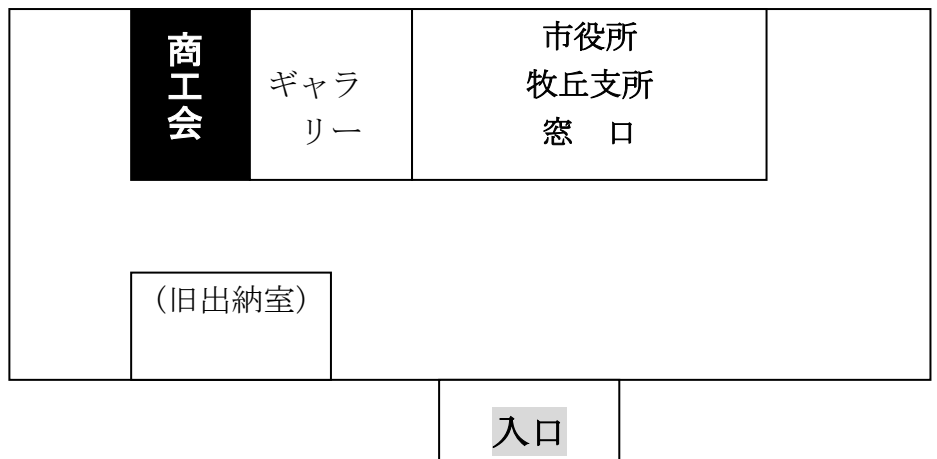 商工会
ギャラ
リー
市役所
牧丘支所
窓　口
（旧出納室）
入口